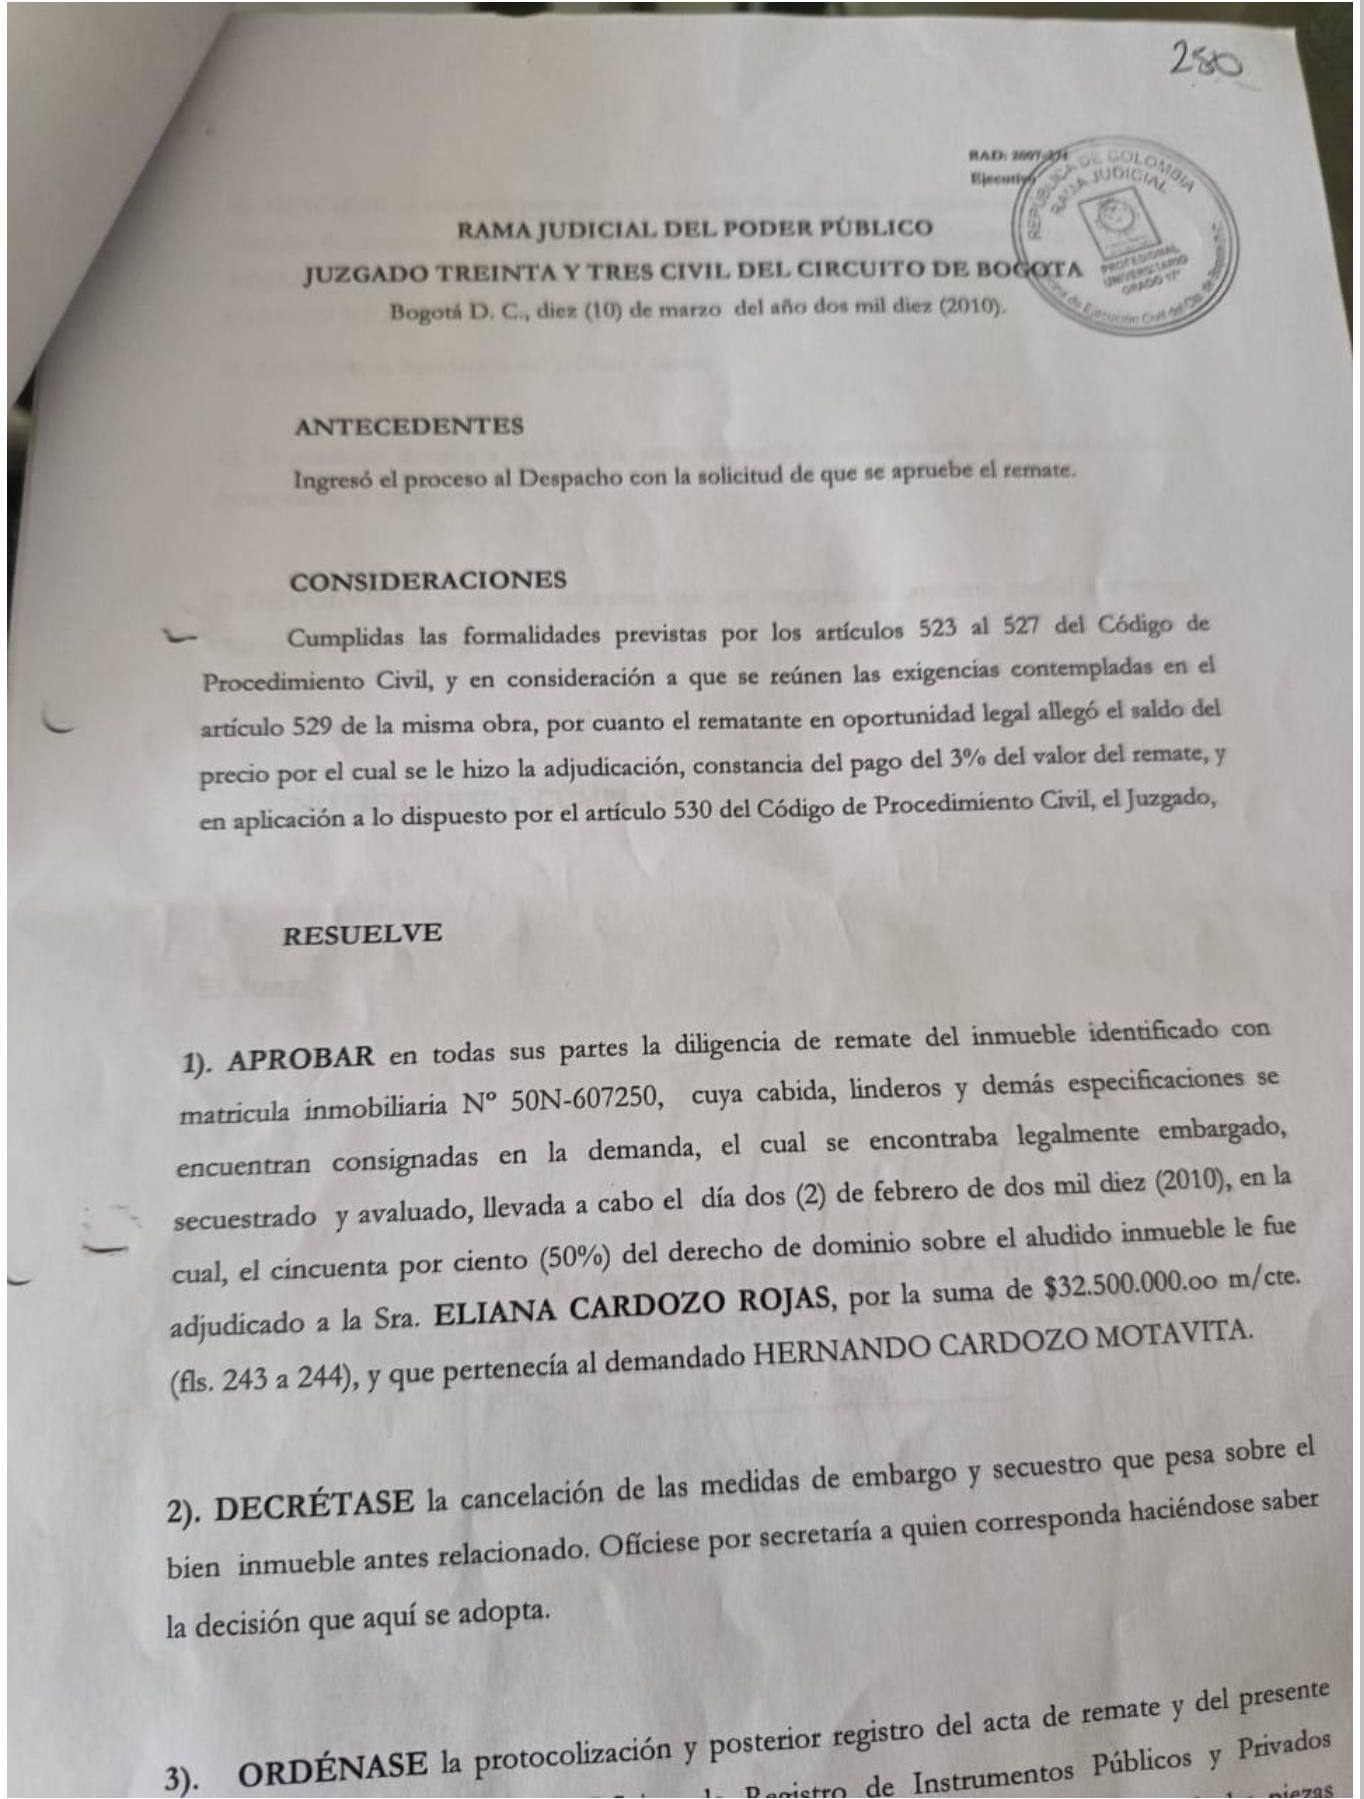 280
RAD: 2007-
Ejecutivo
REPÚBLICA DE COLOMBIA
RAMA JUDICIAL
PROFESIONAL
UNIVERSITARIO
GRADO 17
de Ejecución Civil del de
RAMA JUDICIAL DEL PODER PÚBLICO
JUZGADO TREINTA Y TRES CIVIL DEL CIRCUITO DE BOGOTA
Bogotá D. C., diez (10) de marzo del año dos mil diez (2010).
ANTECEDENTES
Ingresó el proceso al Despacho con la solicitud de que se apruebe el remate.
CONSIDERACIONES
Cumplidas las formalidades previstas por los artículos 523 al 527 del Código de
Procedimiento Civil, y en consideración a que se reúnen las exigencias contempladas en el
artículo 529 de la misma obra, por cuanto el rematante en oportunidad legal allegó el saldo del
precio por el cual se le hizo la adjudicación, constancia del pago del 3% del valor del remate, y
en aplicación a lo dispuesto por el artículo 530 del Código de Procedimiento Civil, el Juzgado,
RESUELVE
1). APROBAR en todas sus partes la diligencia de remate del inmueble identificado con
matricula inmobiliaria Nº 50N-607250, cuya cabida, linderos y demás especificaciones se
encuentran consignadas en la demanda, el cual se encontraba legalmente embargado,
secuestrado y avaluado, llevada a cabo el día dos (2) de febrero de dos mil diez (2010), en la
cual, el cincuenta por ciento (50%) del derecho de dominio sobre el aludido inmueble le fue
adjudicado a la Sra. ELIANA CARDOZO ROJAS, por la suma de $32.500.000.oo m/cte.
(fls. 243 a 244), y que pertenecía al demandado HERNANDO CARDOZO MOTAVITA.
2). DECRÉTASE la cancelación de las medidas de embargo y secuestro que pesa sobre el
bien inmueble antes relacionado. Ofíciese por secretaría a quien corresponda haciéndose saber
la decisión que aquí se adopta.
3). ORDÉNASE la protocolización y posterior registro del acta de remate y del presente
Registro de Instrumentos Públicos y Privados
piezas